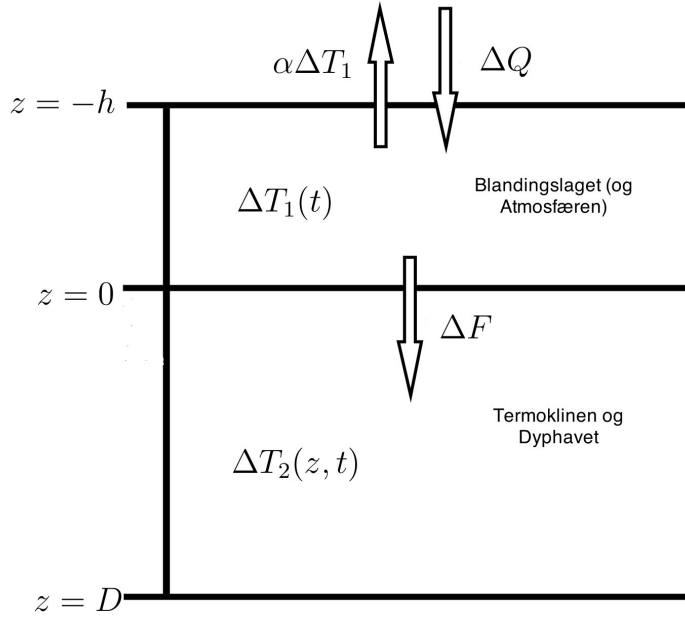 αΔT₁
ΔQ
z = −h
ΔT₁(t)
Blandingslaget (og
Atmosfæren)
z = 0
ΔF
Termoklinen og
Dyphavet
ΔT₂(z, t)
z = D